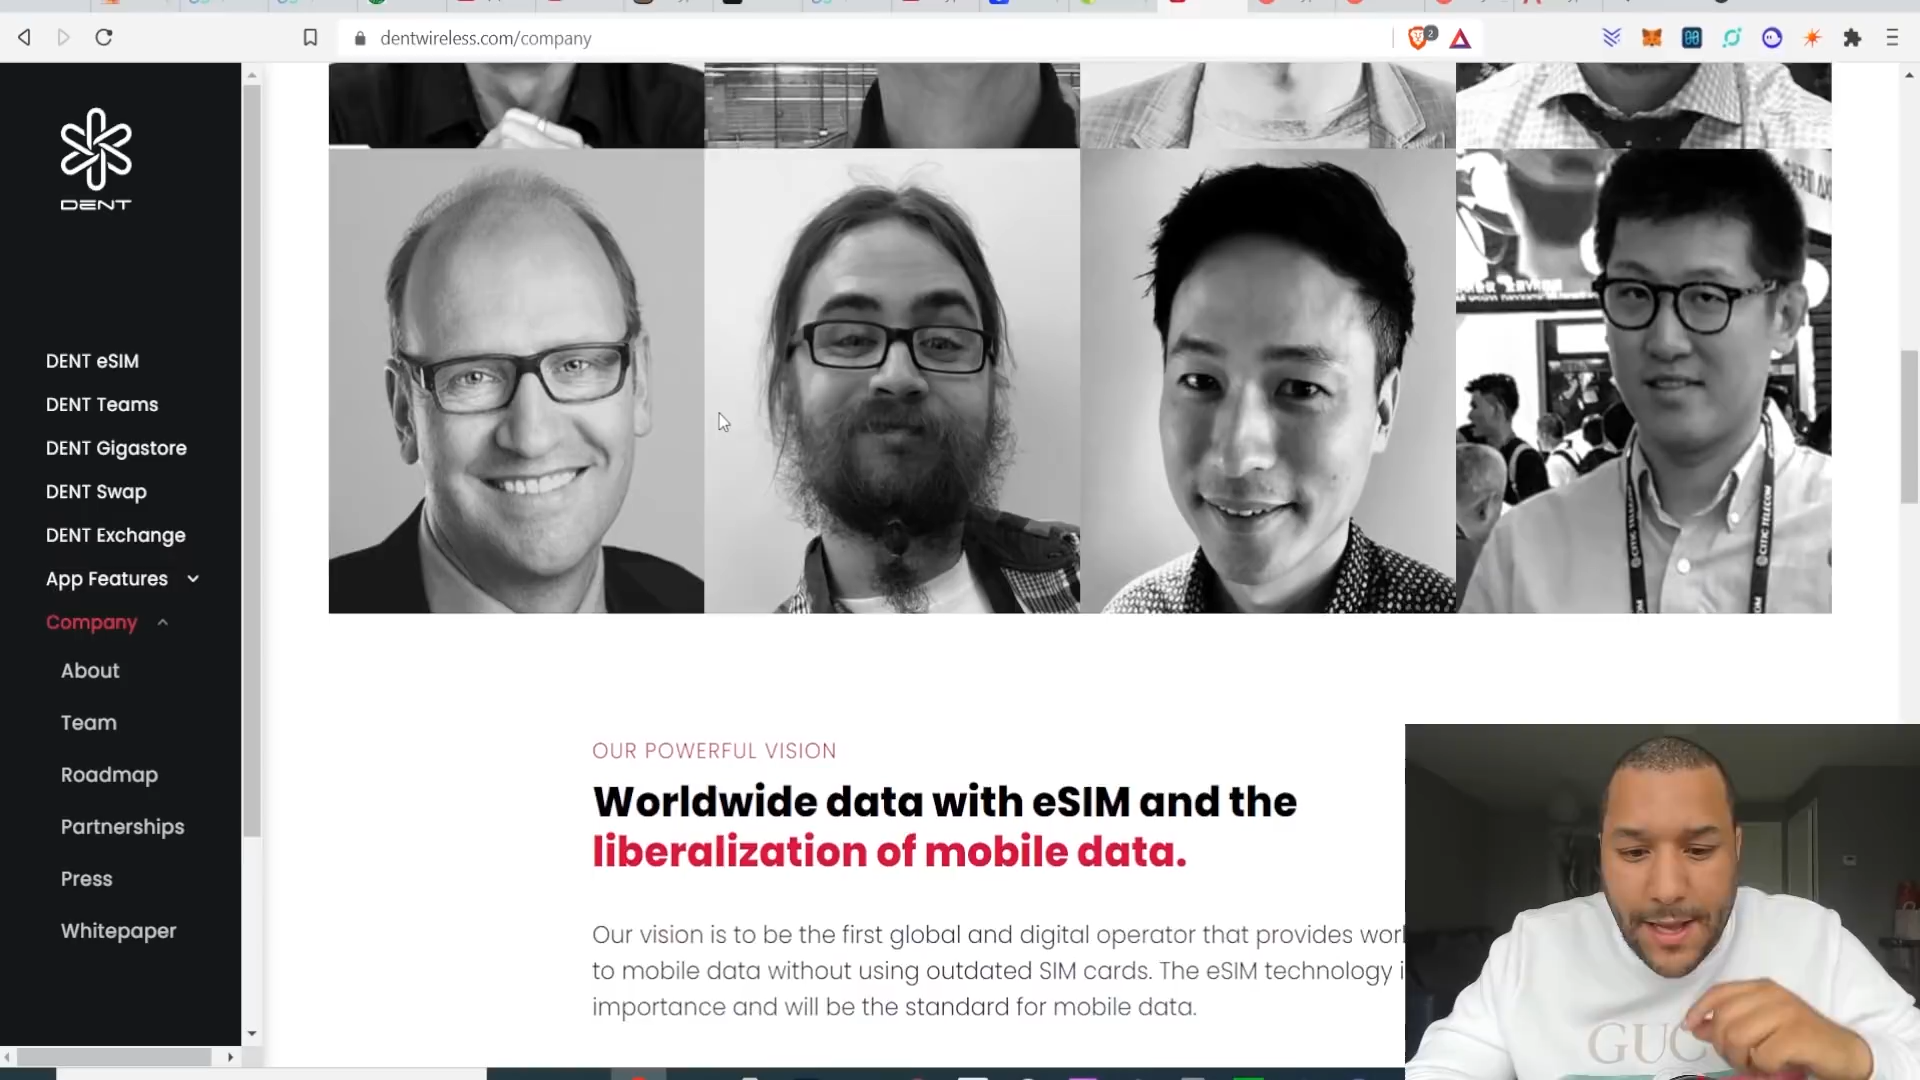 dentwireless.com/company
2
DENT
DENT eSIM
DENT Teams
DENT Gigastore
DENT Swap
DENT Exchange
App Features
Company
About
Team
Roadmap
Partnerships
Press
Whitepaper
CITIC TELECOM
OUR POWERFUL VISION
Worldwide data with eSIM and the
liberalization of mobile data.
Our vision is to be the first global and digital operator that provides
to mobile data without using outdated SIM cards. The eSIM technology
importance and will be the standard for mobile data.